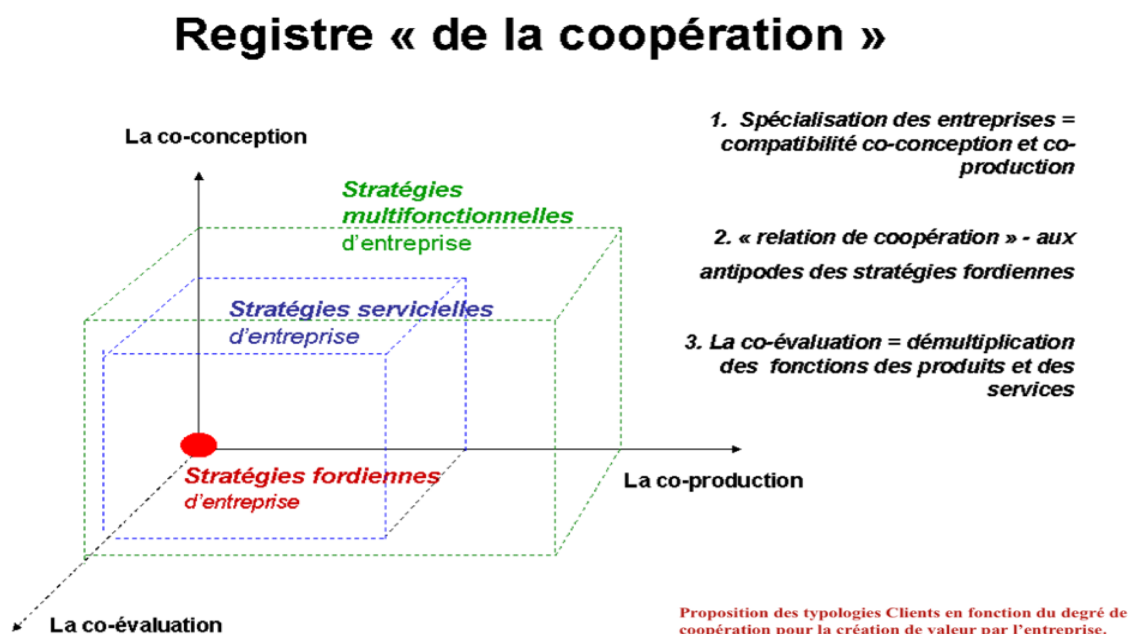 Registre « de la coopération »
La co-conception
Stratégies
multifonctionnelles
d'entreprise
Stratégies servicielles
d'entreprise
Stratégies fordiennes
d'entreprise
La co-production
La co-évaluation
1. Spécialisation des entreprises =
compatibilité co-conception et co-
production
2. « relation de coopération » - aux
antipodes des stratégies fordiennes
3. La co-évaluation = démultiplication
des fonctions des produits et des
services
Proposition des typologies Clients en fonction du degré de
coopération pour la création de valeur par l'entreprise.